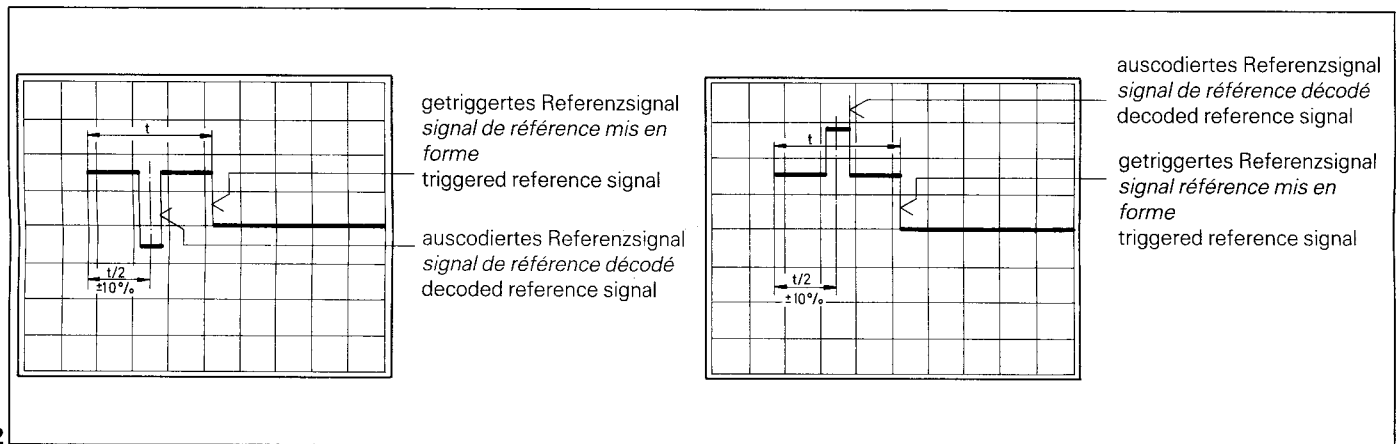 t
t/2
±10%
getriggertes Referenzsignal
signal de référence mis en
forme
triggered reference signal
auscodiertes Referenzsignal
signal de référence décodé
decoded reference signal
t
t/2
±10%
auscodiertes Referenzsignal
signal de référence décodé
decoded reference signal
getriggertes Referenzsignal
signal référence mis en
forme
triggered reference signal